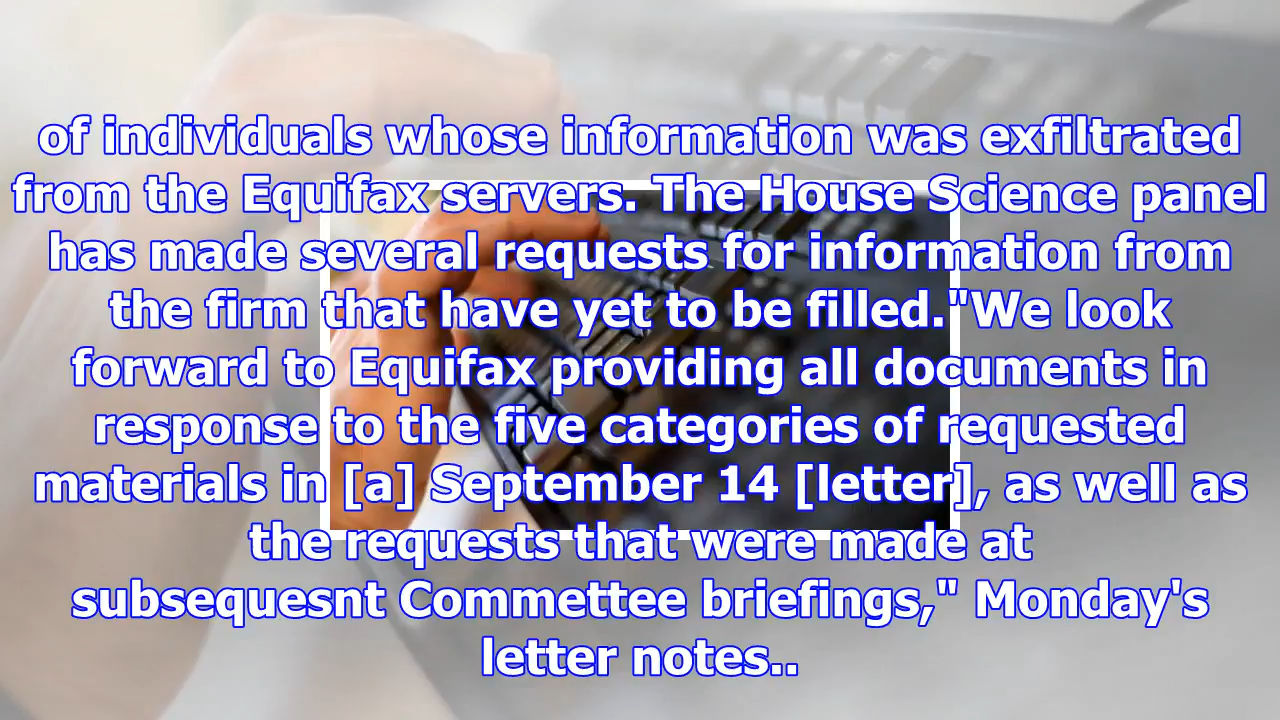 of individuals whose information was exfiltrated
from the Equifax servers. The House Science panel
has made several requests for information from
the firm that have yet to be filled."We look
forward to Equifax providing all documents in
response to the five categories of requested
materials in [a] September 14 [letter], as well as
the requests that were made at
subsequesnt Commettee briefings," Monday's
letter notes..